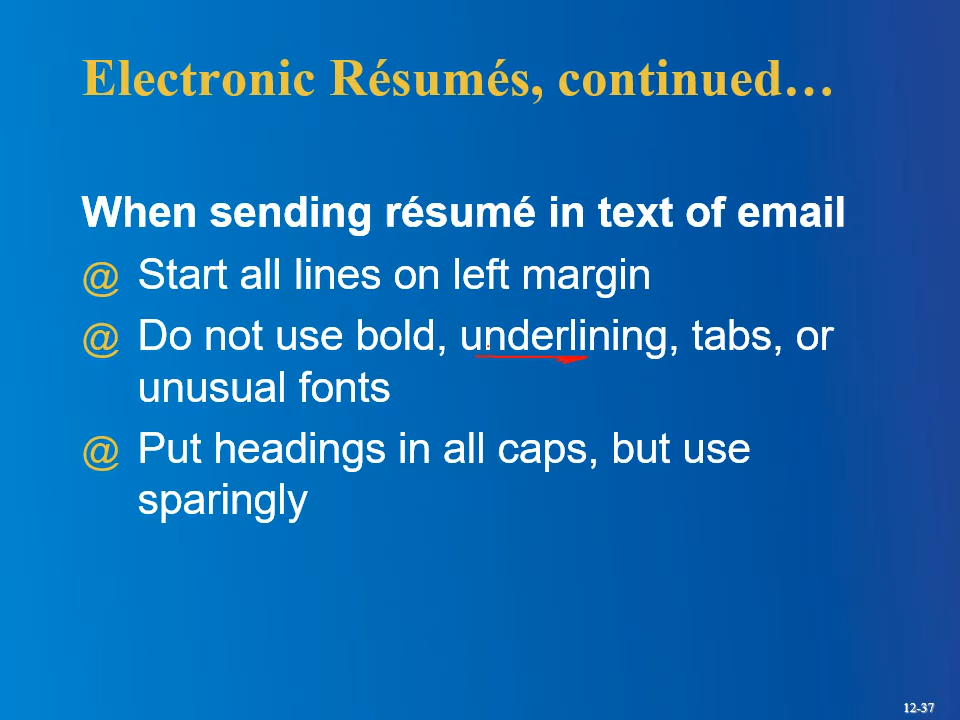 Electronic Résumés, continued…
When sending résumé in text of email
@ Start all lines on left margin
@ Do not use bold, underlining, tabs, or
unusual fonts
@ Put headings in all caps, but use
sparingly
12-37